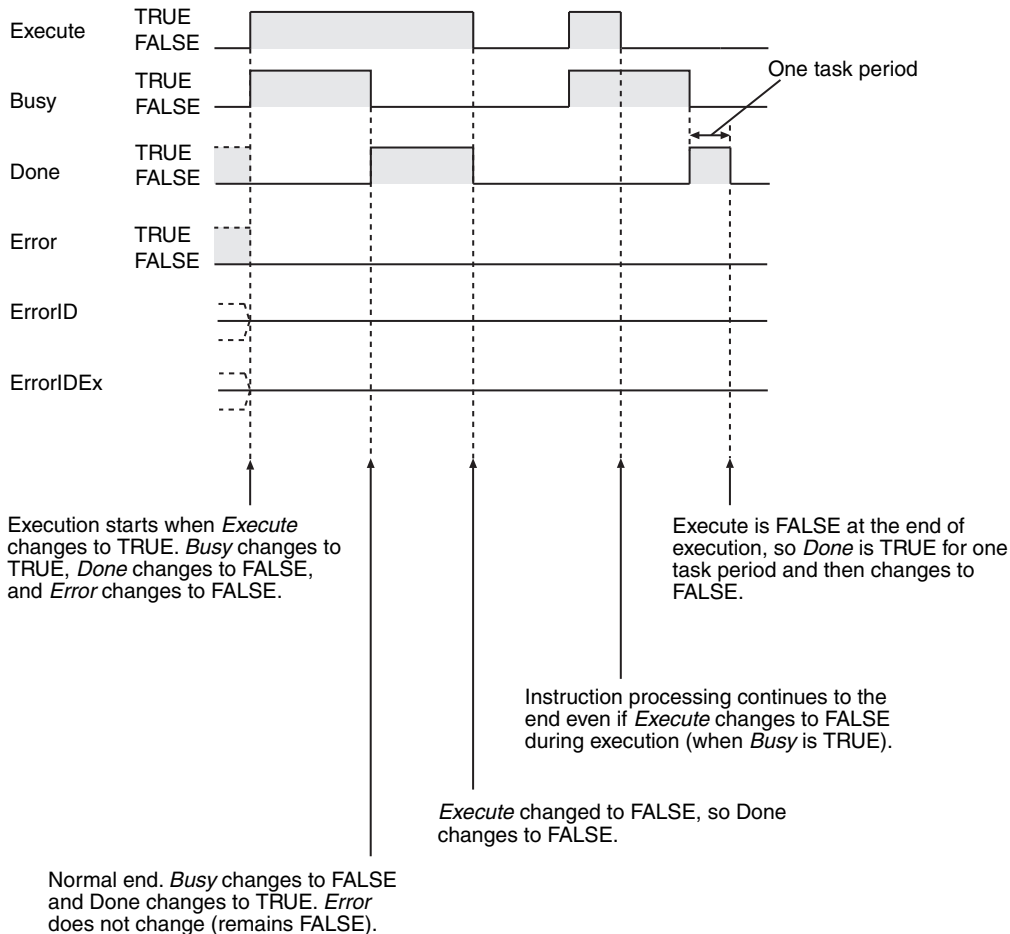 Execute TRUE
FALSE
Busy TRUE
FALSE
One task period
Done TRUE
FALSE
Error TRUE
FALSE
ErrorID
ErrorIDEx
Execution starts when Execute
changes to TRUE. Busy changes to
TRUE, Done changes to FALSE,
and Error changes to FALSE.
Execute is FALSE at the end of
execution, so Done is TRUE for one
task period and then changes to
FALSE.
Instruction processing continues to the
end even if Execute changes to FALSE
during execution (when Busy is TRUE).
Execute changed to FALSE, so Done
changes to FALSE.
Normal end. Busy changes to FALSE
and Done changes to TRUE. Error
does not change (remains FALSE).